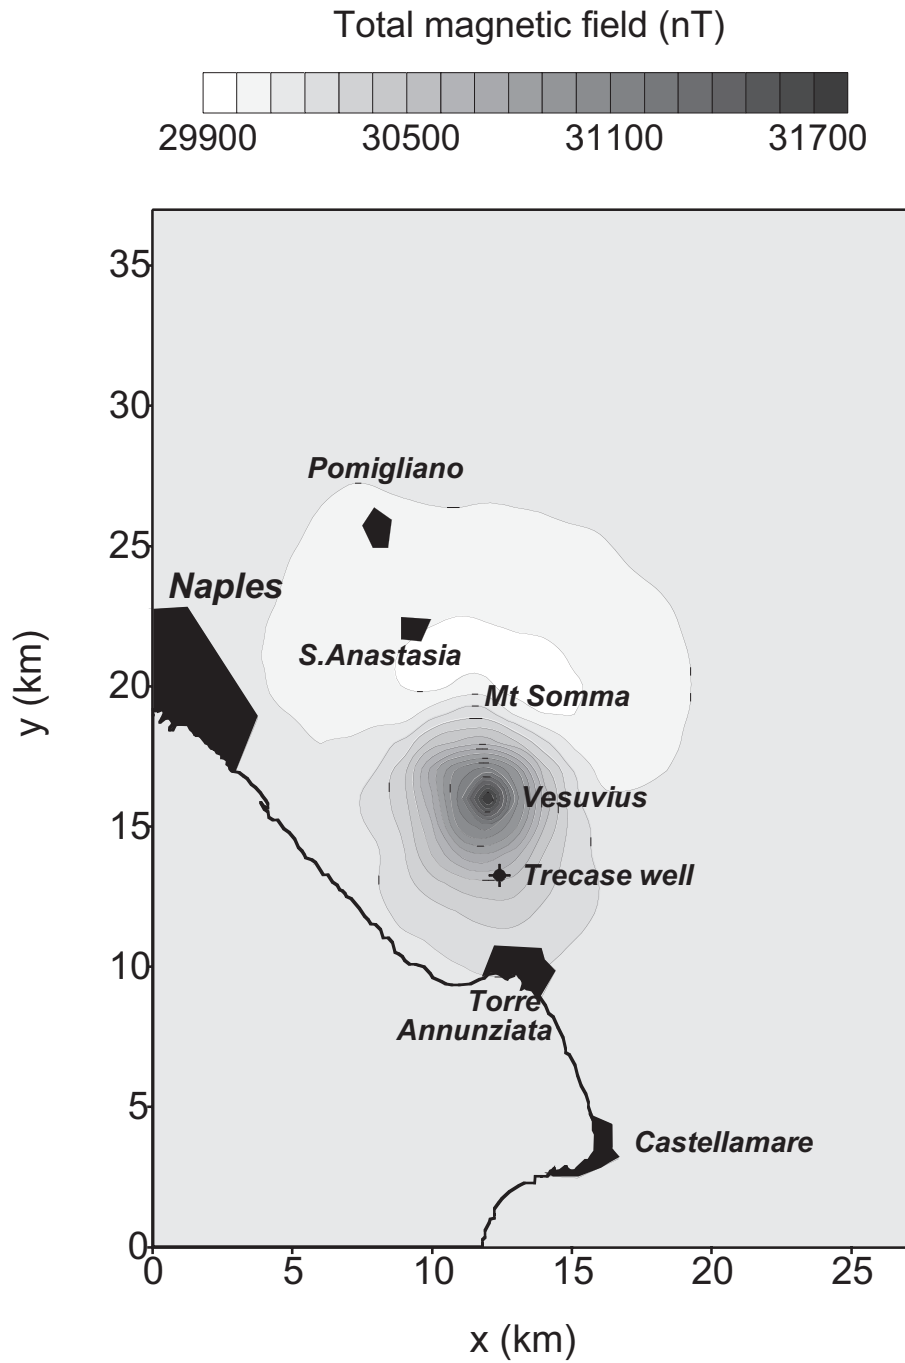 Total magnetic field (nT)
29900 30500 31100 31700
35
30
Pomigliano
25
Naples
S.Anastasia
20
Mt Somma
y (km)
Vesuvius
15
Trecase well
10
Torre
Annunziata
5
Castellamare
0
0 5 10 15 20 25
x (km)